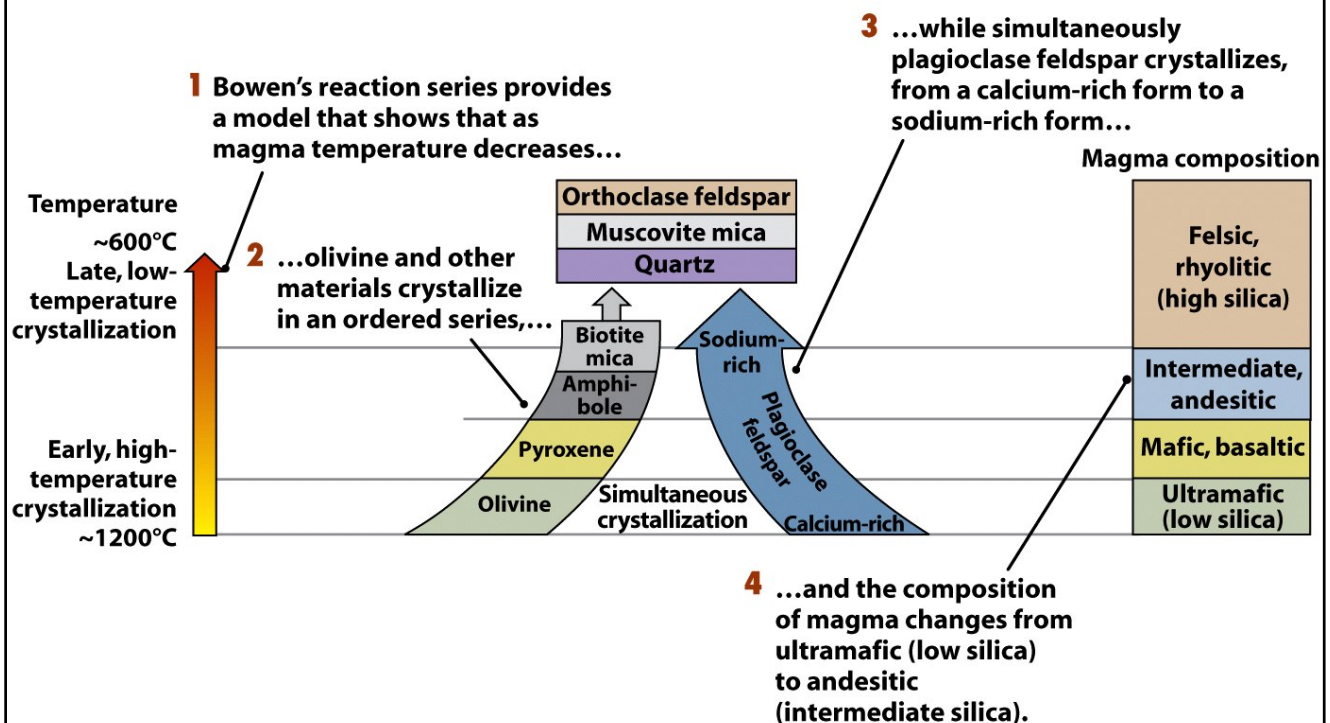 1 Bowen's reaction series provides
a model that shows that as
magma temperature decreases…
3 …while simultaneously
plagioclase feldspar crystallizes,
from a calcium-rich form to a
sodium-rich form…
Magma composition
Temperature
~600°C
Late, low-
temperature
crystallization
2 …olivine and other
materials crystallize
in an ordered series,…
Orthoclase feldspar
Muscovite mica
Quartz
Biotite
mica
Amphi-
bole
Pyroxene
Olivine
Simultaneous
crystallization
Sodium-
rich
Plagioclase
feldspar
Calcium-rich
Felsic,
rhyolitic
(high silica)
Intermediate,
andesitic
Mafic, basaltic
Ultramafic
(low silica)
Early, high-
temperature
crystallization
~1200°C
4 …and the composition
of magma changes from
ultramafic (low silica)
to andesitic
(intermediate silica).